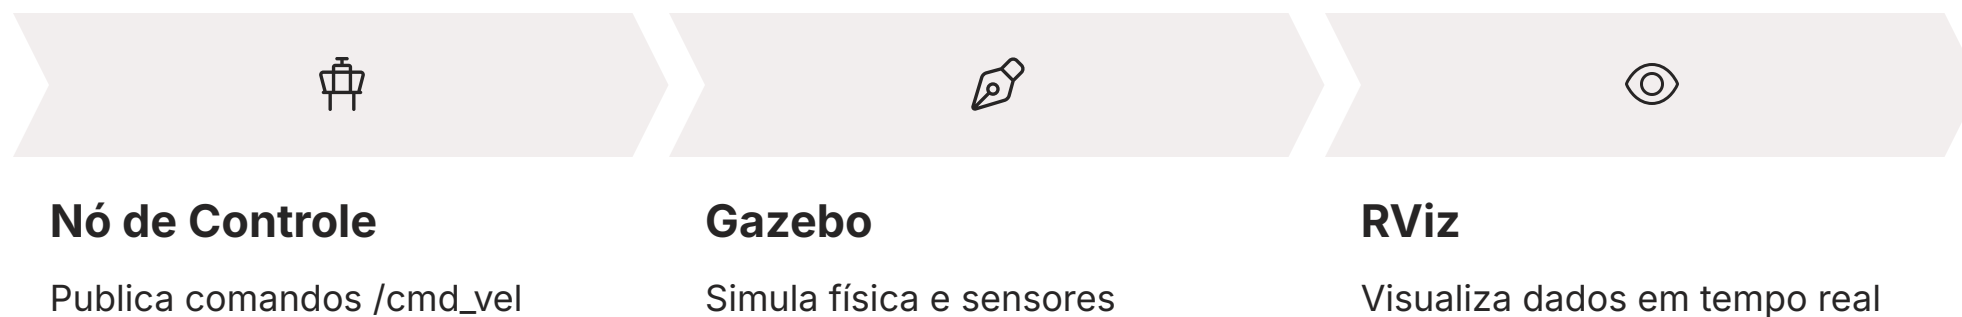 Nó de Controle
Publica comandos /cmd_vel
Gazebo
Simula física e sensores
RViz
Visualiza dados em tempo real